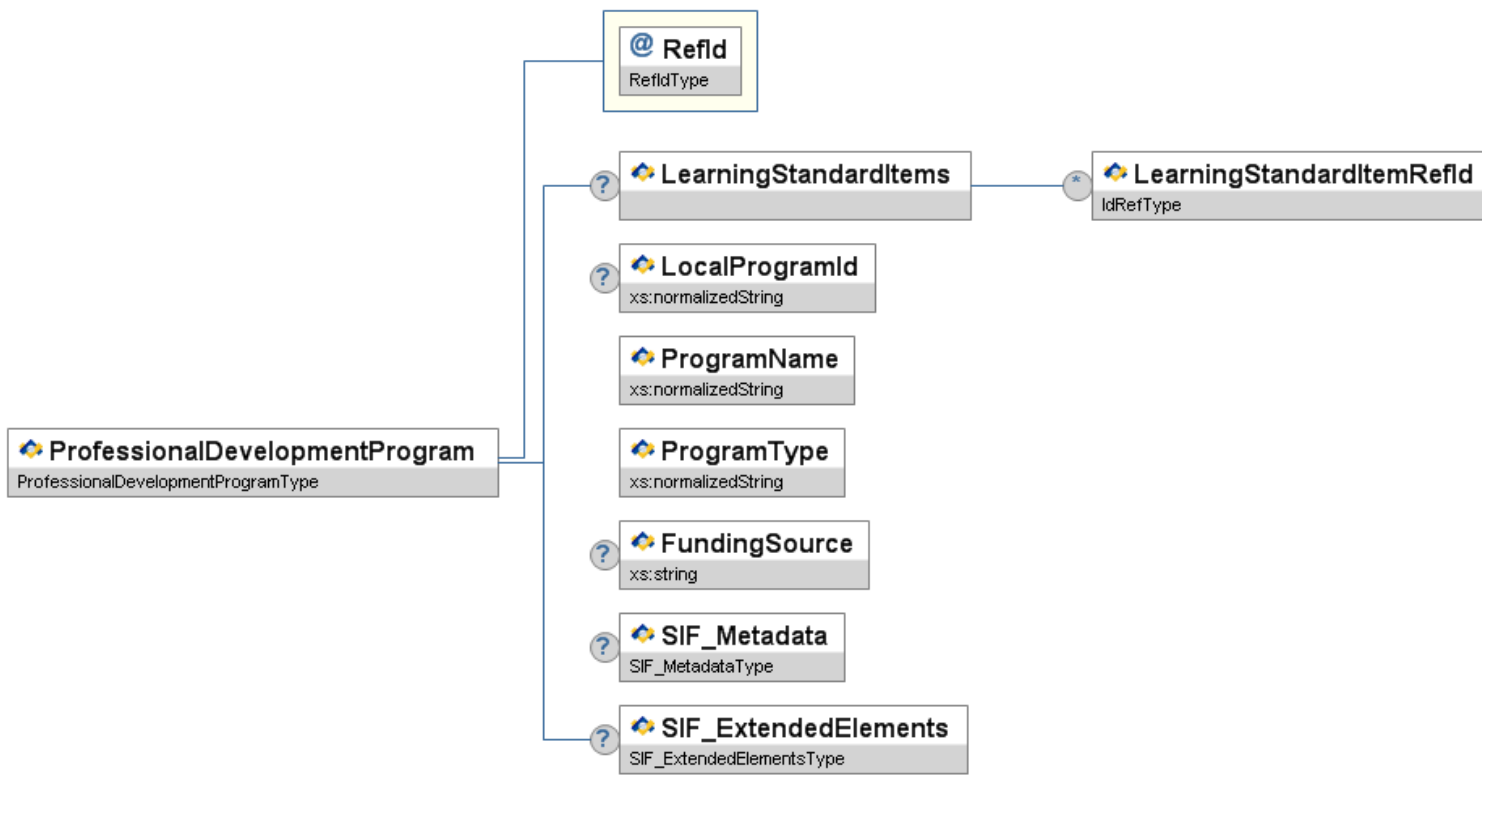 @ RefId
RefIdType
? LearningStandardItems
* LearningStandardItemRefId
IdRefType
? LocalProgramId
xs:normalizedString
ProgramName
xs:normalizedString
ProfessionalDevelopmentProgram
ProfessionalDevelopmentProgramType
ProgramType
xs:normalizedString
? FundingSource
xs:string
? SIF_Metadata
SIF_MetadataType
? SIF_ExtendedElements
SIF_ExtendedElementsType